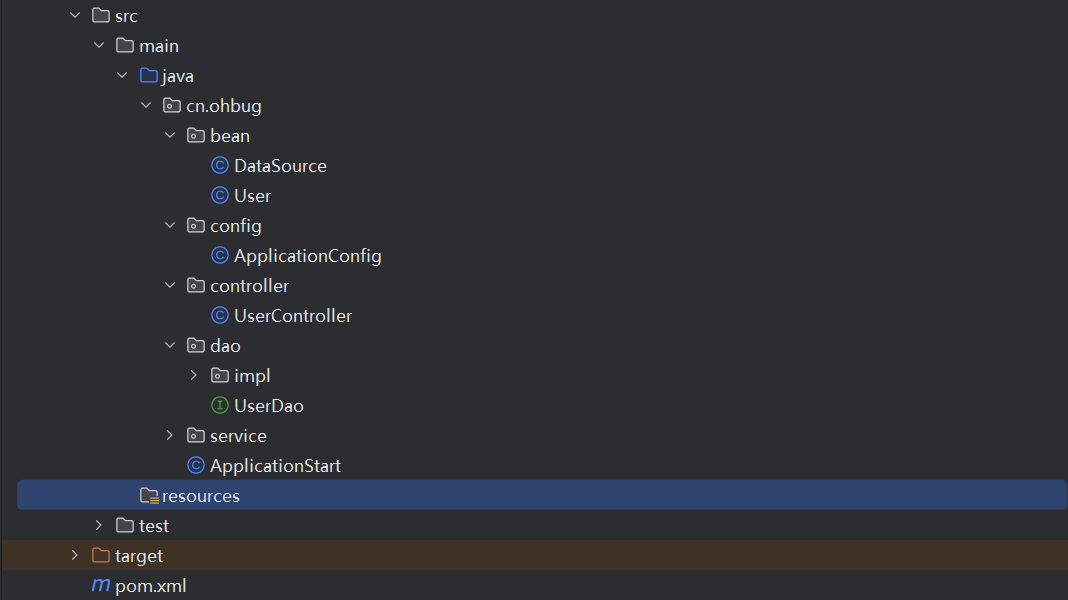 src
main
java
cn.ohbug
bean
DataSource
User
config
ApplicationConfig
controller
UserController
dao
impl
UserDao
service
ApplicationStart
resources
test
target
pom.xml